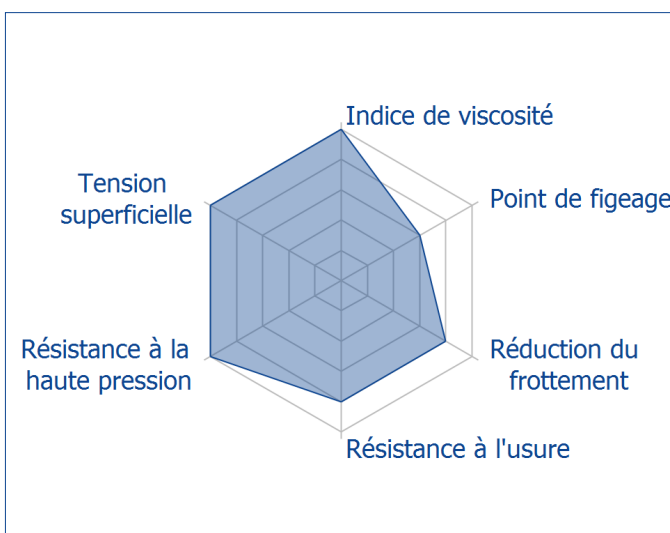 Indice de viscosité
Tension
superficielle
Point de figeage
Résistance à la
haute pression
Réduction du
frottement
Résistance à l'usure